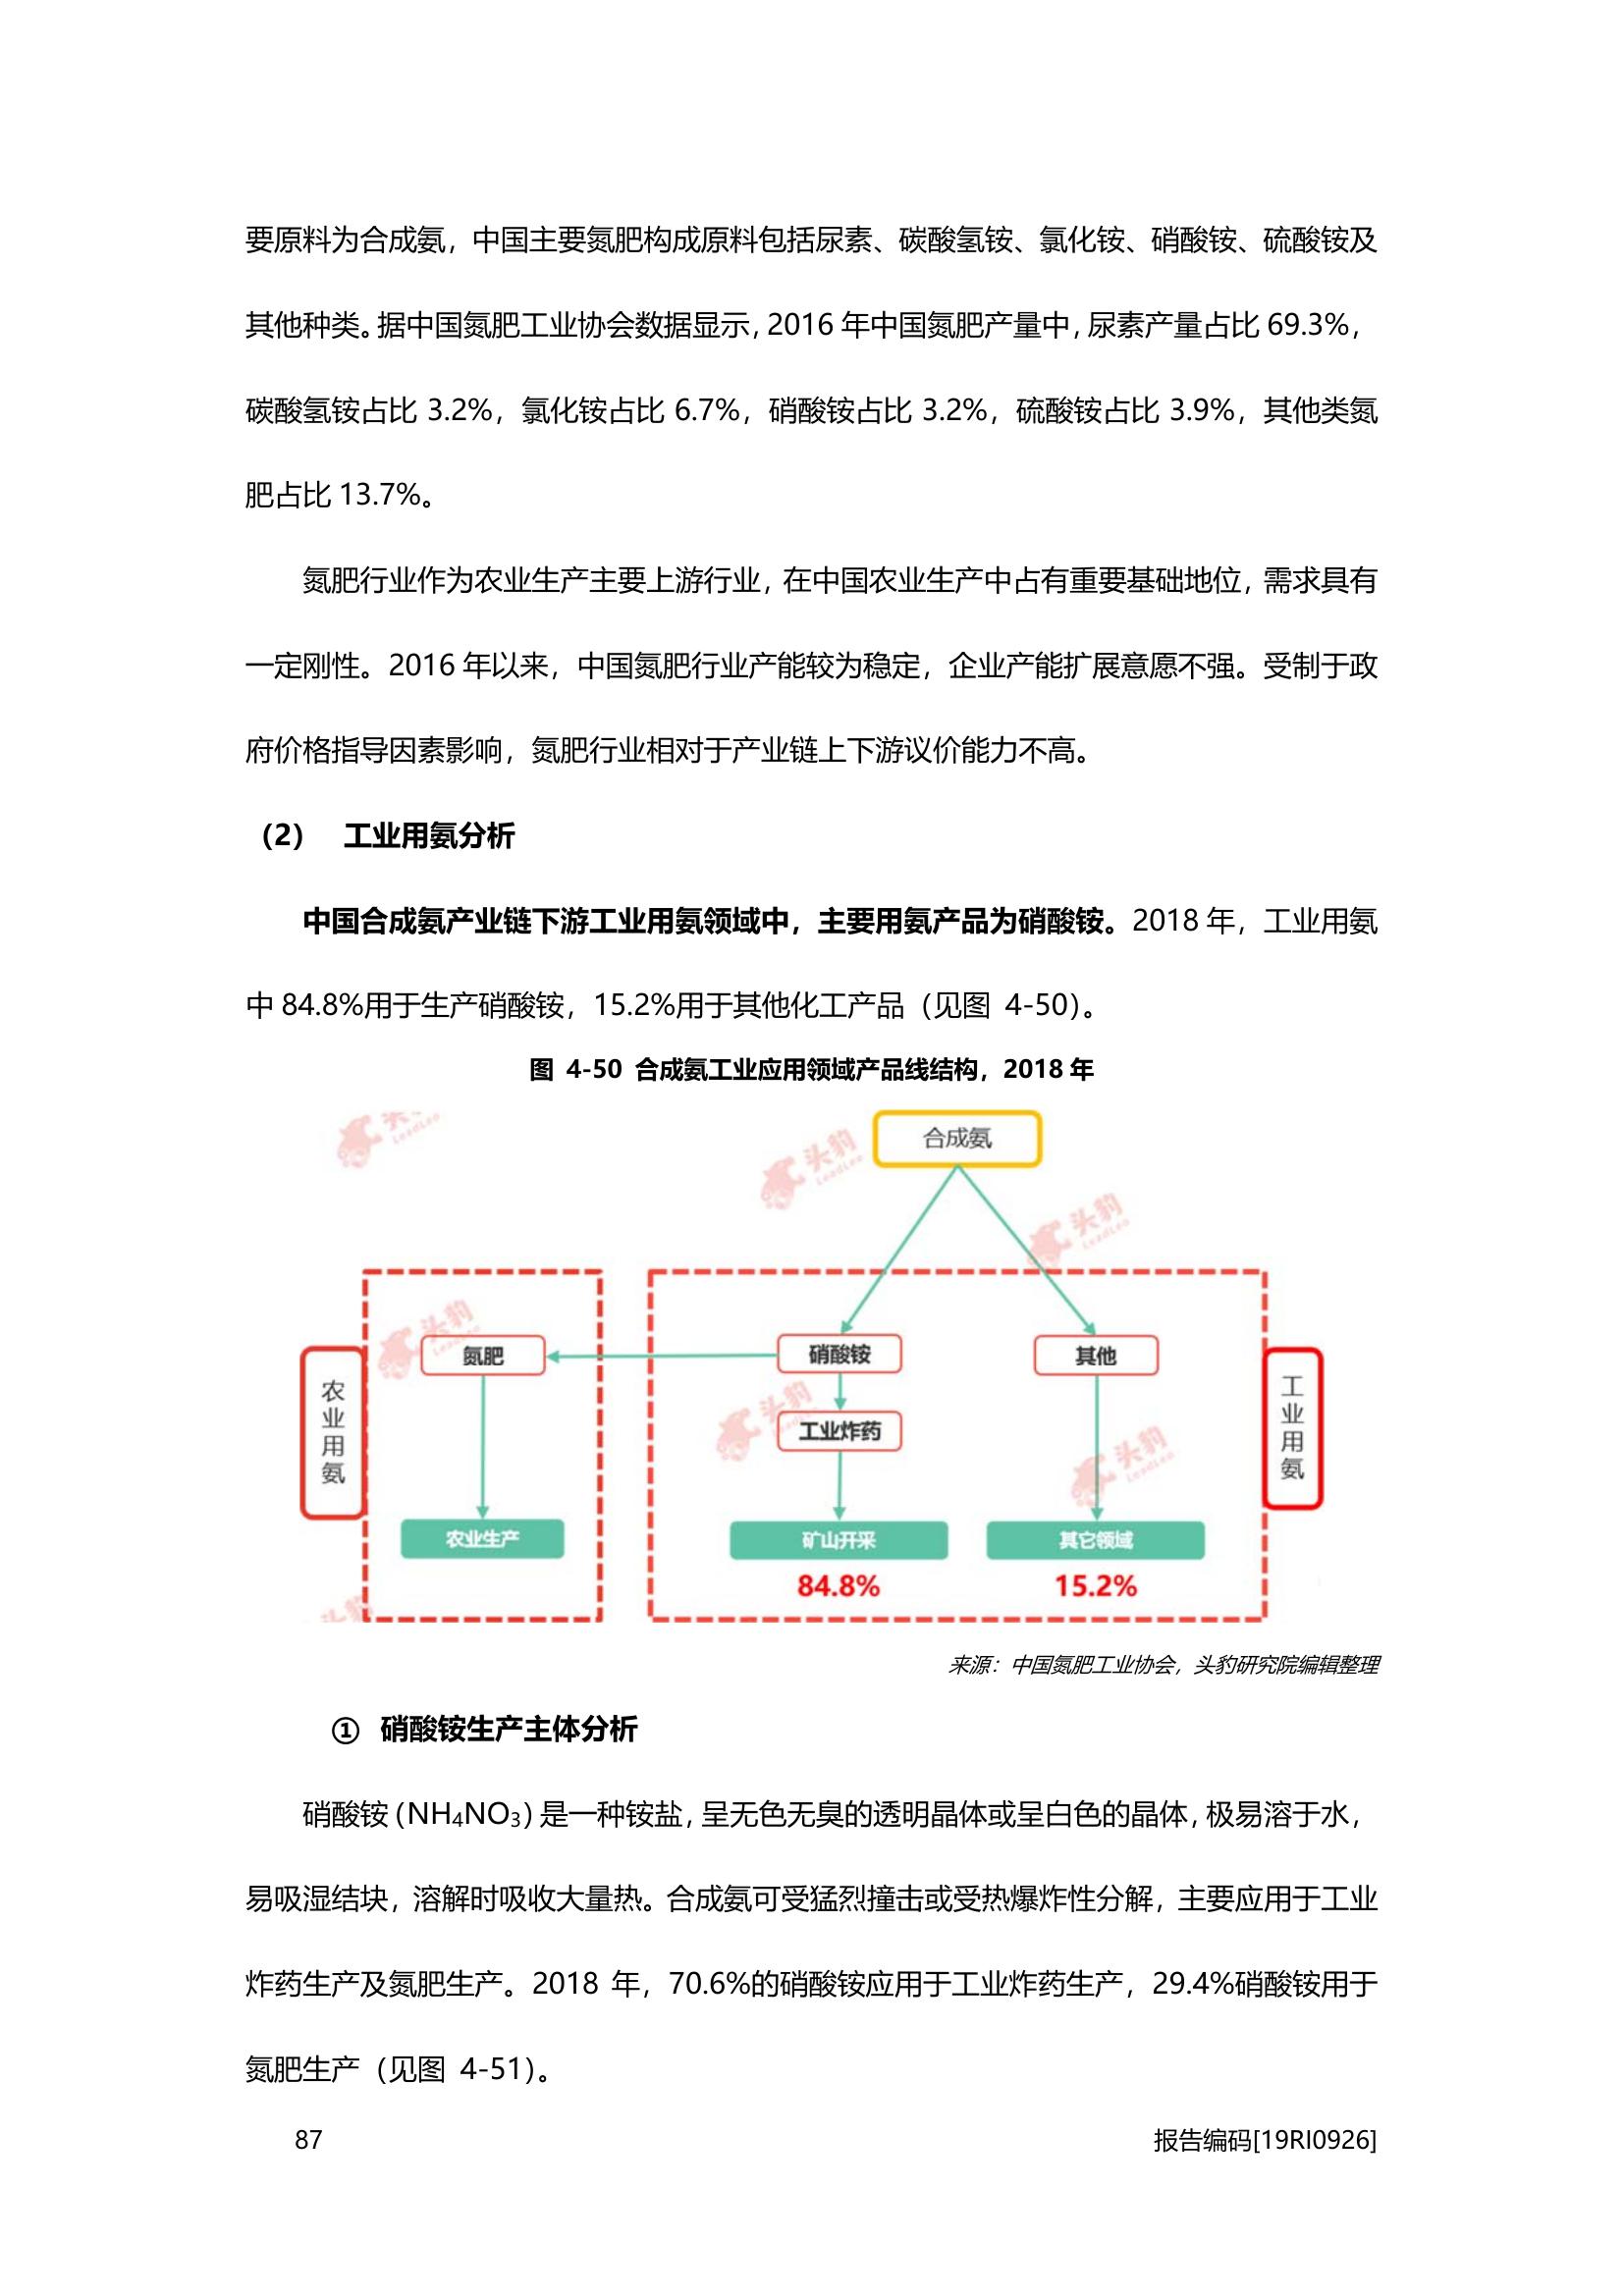 要原料为合成氨，中国主要氮肥构成原料包括尿素、碳酸氢铵、氯化铵、硝酸铵、硫酸铵及
其他种类。据中国氮肥工业协会数据显示，2016 年中国氮肥产量中，尿素产量占比 69.3%，
碳酸氢铵占比 3.2%，氯化铵占比 6.7%，硝酸铵占比 3.2%，硫酸铵占比 3.9%，其他类氮
肥占比 13.7%。
氮肥行业作为农业生产主要上游行业，在中国农业生产中占有重要基础地位，需求具有
一定刚性。2016 年以来，中国氮肥行业产能较为稳定，企业产能扩展意愿不强。受制于政
府价格指导因素影响，氮肥行业相对于产业链上下游议价能力不高。
（2） 工业用氨分析
中国合成氨产业链下游工业用氨领域中，主要用氨产品为硝酸铵。2018 年，工业用氨
中 84.8%用于生产硝酸铵，15.2%用于其他化工产品（见图 4-50）。
图 4-50 合成氨工业应用领域产品线结构，2018 年
头豹
LeadLeo
合成氨
头豹
LeadLeo
头豹
LeadLeo
头豹
LeadLeo
氮肥
硝酸铵
其他
农业用氨
工业用氨
头豹
LeadLeo
工业炸药
头豹
LeadLeo
农业生产
矿山开采
其它领域
84.8%
15.2%
头豹
来源：中国氮肥工业协会，头豹研究院编辑整理
① 硝酸铵生产主体分析
硝酸铵（NH₄NO₃）是一种铵盐，呈无色无臭的透明晶体或呈白色的晶体，极易溶于水，
易吸湿结块，溶解时吸收大量热。合成氨可受猛烈撞击或受热爆炸性分解，主要应用于工业
炸药生产及氮肥生产。2018 年，70.6%的硝酸铵应用于工业炸药生产，29.4%硝酸铵用于
氮肥生产（见图 4-51）。
87
报告编码[19RI0926]